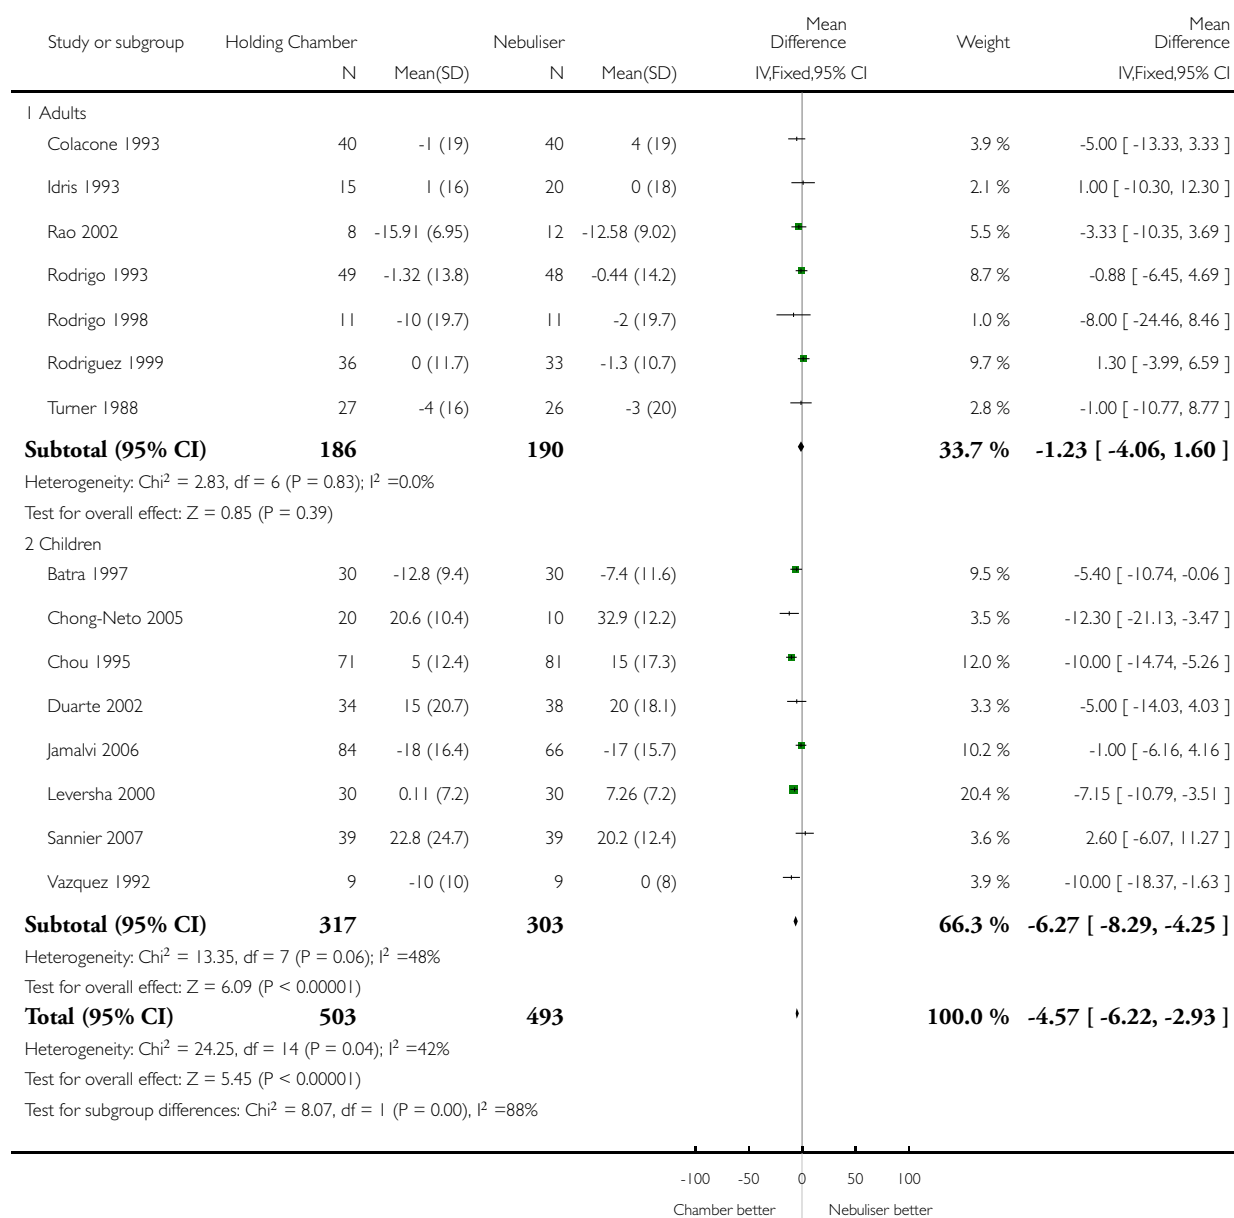 Study or subgroup Holding Chamber Nebuliser Mean Difference Weight Mean Difference
N Mean(SD) N Mean(SD) IV,Fixed,95% CI IV,Fixed,95% CI
1 Adults
Colacone 1993 40 -1 (19) 40 4 (19) 3.9 % -5.00 [ -13.33, 3.33 ]
Idris 1993 15 1 (16) 20 0 (18) 2.1 % 1.00 [ -10.30, 12.30 ]
Rao 2002 8 -15.91 (6.95) 12 -12.58 (9.02) 5.5 % -3.33 [ -10.35, 3.69 ]
Rodrigo 1993 49 -1.32 (13.8) 48 -0.44 (14.2) 8.7 % -0.88 [ -6.45, 4.69 ]
Rodrigo 1998 11 -10 (19.7) 11 -2 (19.7) 1.0 % -8.00 [ -24.46, 8.46 ]
Rodriguez 1999 36 0 (11.7) 33 -1.3 (10.7) 9.7 % 1.30 [ -3.99, 6.59 ]
Turner 1988 27 -4 (16) 26 -3 (20) 2.8 % -1.00 [ -10.77, 8.77 ]
Subtotal (95% CI) 186 190 33.7 % -1.23 [ -4.06, 1.60 ]
Heterogeneity: Chi² = 2.83, df = 6 (P = 0.83); I² =0.0%
Test for overall effect: Z = 0.85 (P = 0.39)
2 Children
Batra 1997 30 -12.8 (9.4) 30 -7.4 (11.6) 9.5 % -5.40 [ -10.74, -0.06 ]
Chong-Neto 2005 20 20.6 (10.4) 10 32.9 (12.2) 3.5 % -12.30 [ -21.13, -3.47 ]
Chou 1995 71 5 (12.4) 81 15 (17.3) 12.0 % -10.00 [ -14.74, -5.26 ]
Duarte 2002 34 15 (20.7) 38 20 (18.1) 3.3 % -5.00 [ -14.03, 4.03 ]
Jamalvi 2006 84 -18 (16.4) 66 -17 (15.7) 10.2 % -1.00 [ -6.16, 4.16 ]
Leversha 2000 30 0.11 (7.2) 30 7.26 (7.2) 20.4 % -7.15 [ -10.79, -3.51 ]
Sannier 2007 39 22.8 (24.7) 39 20.2 (12.4) 3.6 % 2.60 [ -6.07, 11.27 ]
Vazquez 1992 9 -10 (10) 9 0 (8) 3.9 % -10.00 [ -18.37, -1.63 ]
Subtotal (95% CI) 317 303 66.3 % -6.27 [ -8.29, -4.25 ]
Heterogeneity: Chi² = 13.35, df = 7 (P = 0.06); I² =48%
Test for overall effect: Z = 6.09 (P < 0.00001)
Total (95% CI) 503 493 100.0 % -4.57 [ -6.22, -2.93 ]
Heterogeneity: Chi² = 24.25, df = 14 (P = 0.04); I² =42%
Test for overall effect: Z = 5.45 (P < 0.00001)
Test for subgroup differences: Chi² = 8.07, df = 1 (P = 0.00), I² =88%
-100 -50 0 50 100
Chamber better Nebuliser better